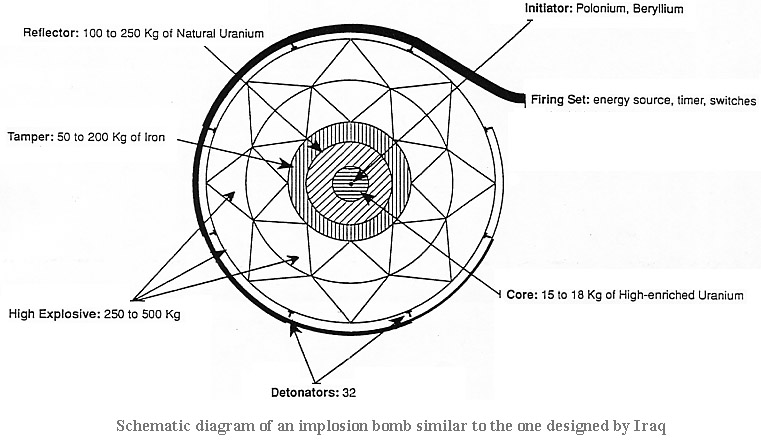 Initiator: Polonium, Beryllium
Reflector: 100 to 250 Kg of Natural Uranium
Firing Set: energy source, timer, switches
Tamper: 50 to 200 Kg of Iron
Core: 15 to 18 Kg of High-enriched Uranium
High Explosive: 250 to 500 Kg
Detonators: 32
Schematic diagram of an implosion bomb similar to the one designed by Iraq